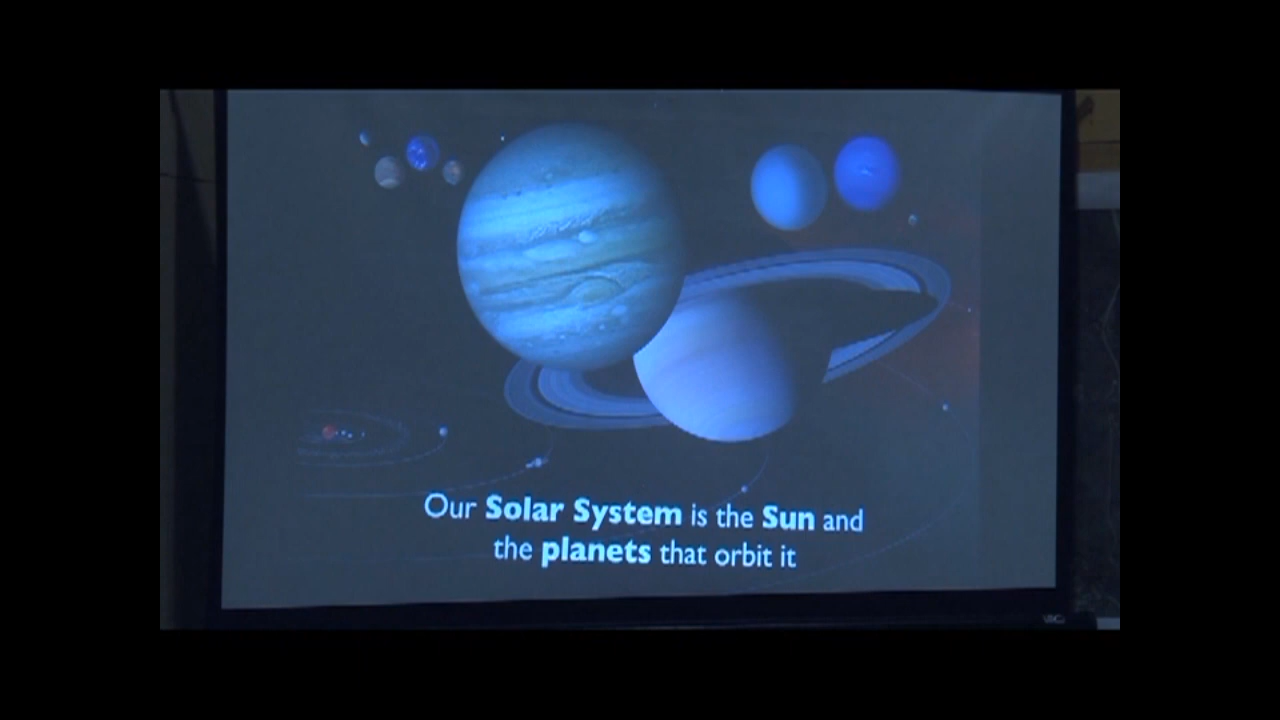 Our Solar System is the Sun and
the planets that orbit it